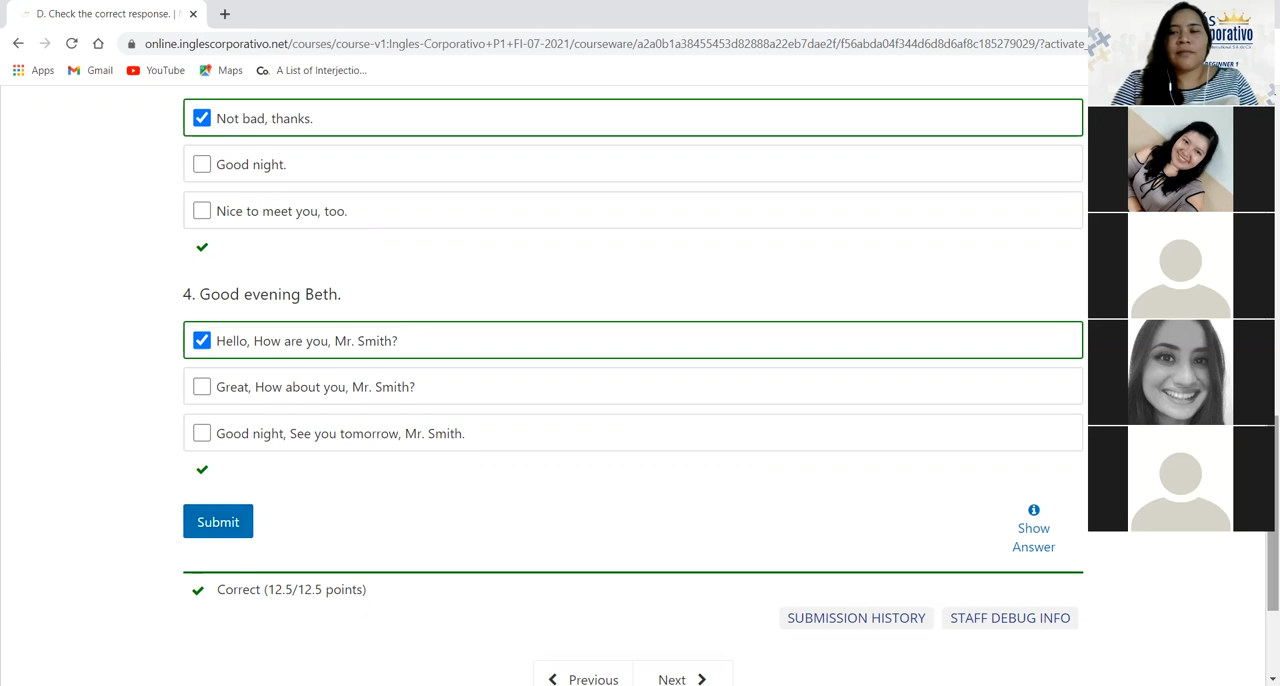 D. Check the correct response. |
online.inglescorporativo.net/courses/course-v1:Ingles-Corporativo+P1+FI-07-2021/courseware/a2a0b1a38455453d82888a22eb7dae2f/f56abda04f344d6d8d6af8c185279029/?activate
Apps Gmail YouTube Maps A List of Interjectio...
Not bad, thanks.
Good night.
Nice to meet you, too.
4. Good evening Beth.
Hello, How are you, Mr. Smith?
Great, How about you, Mr. Smith?
Good night, See you tomorrow, Mr. Smith.
Submit
Show
Answer
Correct (12.5/12.5 points)
SUBMISSION HISTORY STAFF DEBUG INFO
Previous Next
porativo
BEGINNER 1